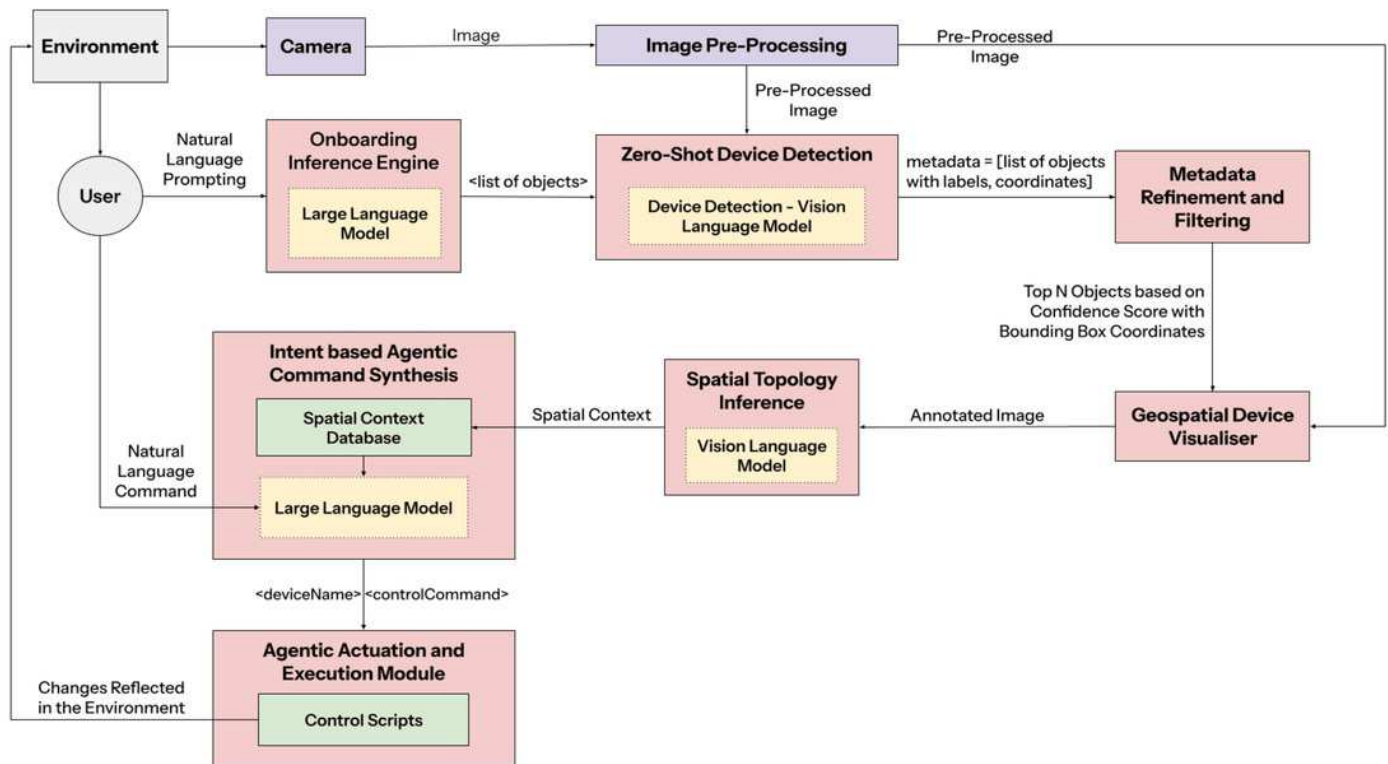 Environment
Camera
Image
Image Pre-Processing
Pre-Processed
Image
Pre-Processed
Image
User
Natural
Language
Prompting
Onboarding
Inference Engine
Large Language
Model
<list of objects>
Zero-Shot Device Detection
Device Detection - Vision
Language Model
metadata = [list of objects
with labels, coordinates]
Metadata
Refinement and
Filtering
Top N Objects based on
Confidence Score with
Bounding Box Coordinates
Geospatial Device
Visualiser
Annotated Image
Spatial Topology
Inference
Vision Language
Model
Spatial Context
Intent based Agentic
Command Synthesis
Spatial Context
Database
Large Language Model
Natural
Language
Command
<deviceName> <controlCommand>
Agentic Actuation and
Execution Module
Control Scripts
Changes Reflected
in the Environment